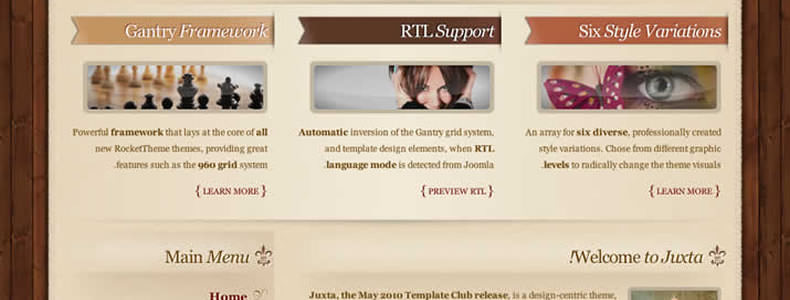 Gantry Framework
Powerful framework that lays at the core of all
new RocketTheme themes, providing great
.features such as the 960 grid system
{ LEARN MORE }
RTL Support
Automatic inversion of the Gantry grid system,
and template design elements, when RTL
.language mode is detected from Joomla
{ PREVIEW RTL }
Six Style Variations
An array for six diverse, professionally created
style variations. Chose from different graphic
.levels to radically change the theme visuals
{ LEARN MORE }
Main Menu
Home
!Welcome to Juxta
Juxta, the May 2010 Template Club release, is a design-centric theme,